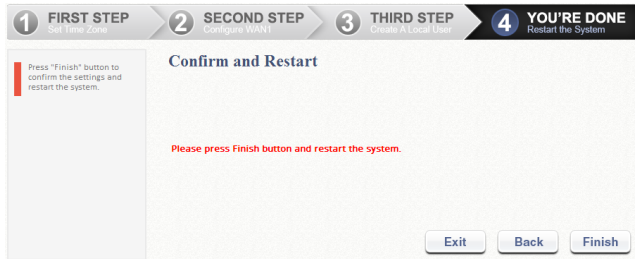 1 FIRST STEP
Set Time Zone
2 SECOND STEP
Configure WAN1
3 THIRD STEP
Create A Local User
4 YOU'RE DONE
Restart the System
Press "Finish" button to
confirm the settings and
restart the system.
Confirm and Restart
Please press Finish button and restart the system.
Exit Back Finish